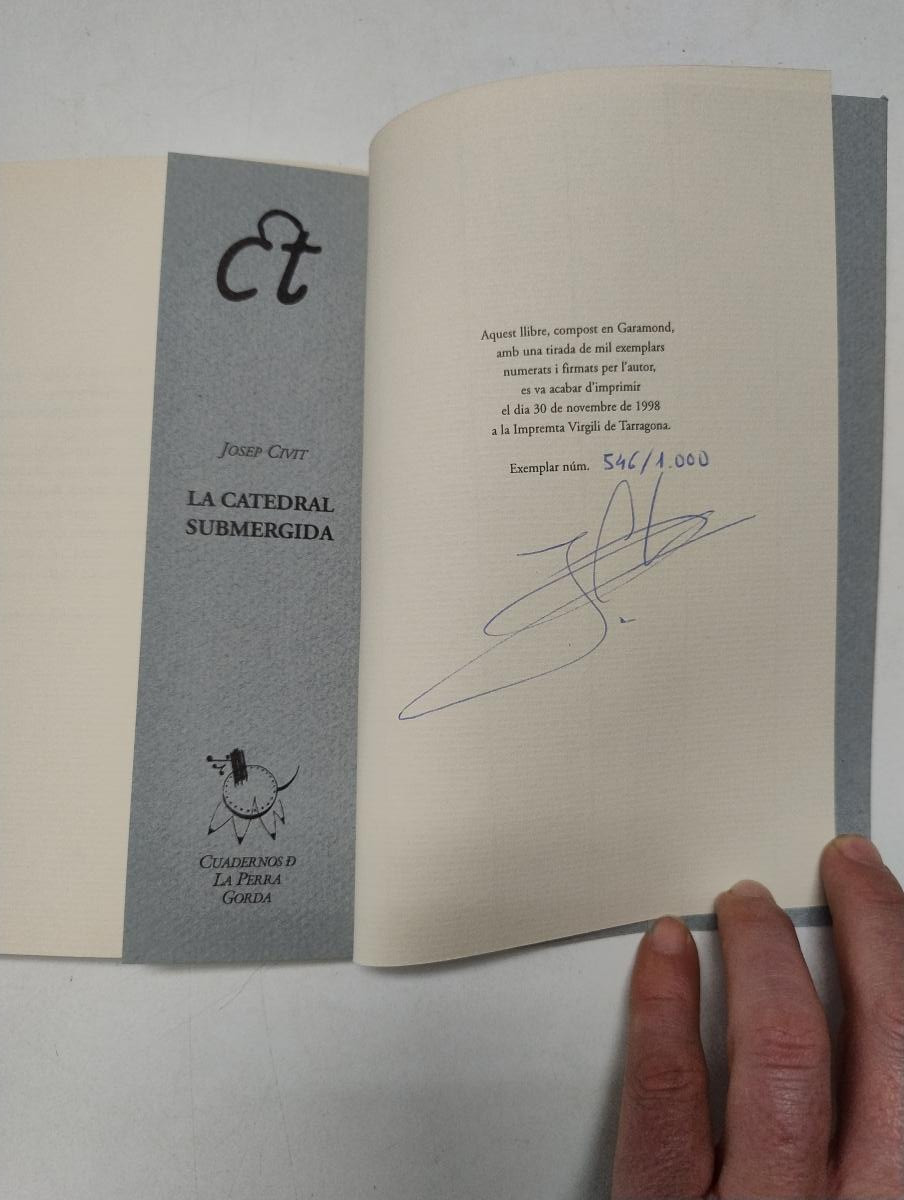 ct
JOSEP CIVIT
LA CATEDRAL
SUBMERGIDA
CUADERNOS Đ
LA PERRA
GORDA
Aquest llibre, compost en Garamond,
amb una tirada de mil exemplars
numerats i firmats per l'autor,
es va acabar d'imprimir
el dia 30 de novembre de 1998
a la Impremta Virgili de Tarragona.
Exemplar núm. 546/1.000